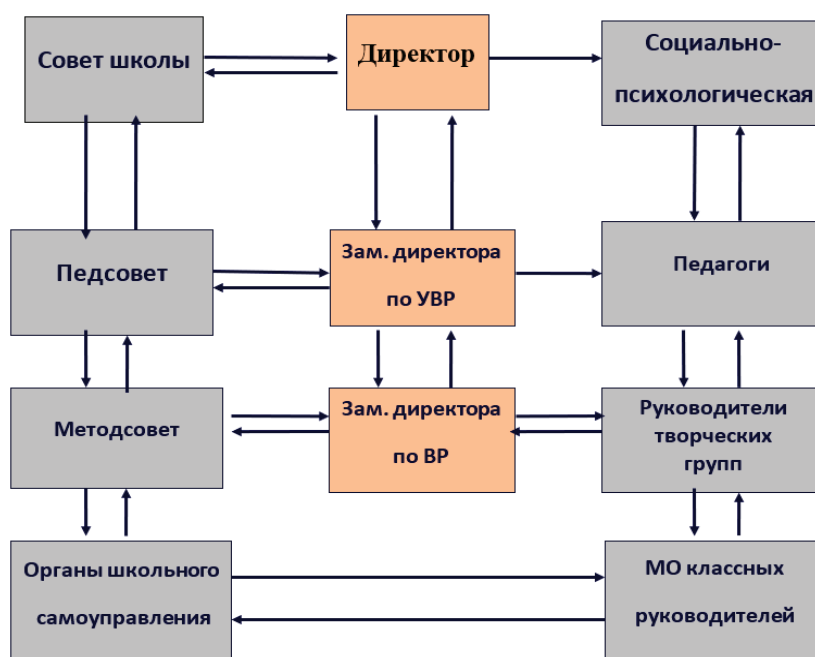 Совет школы
Директор
Социально-
психологическая
Педсовет
Зам. директора
по УВР
Педагоги
Методсовет
Зам. директора
по ВР
Руководители
творческих
групп
Органы школьного
самоуправления
МО классных
руководителей